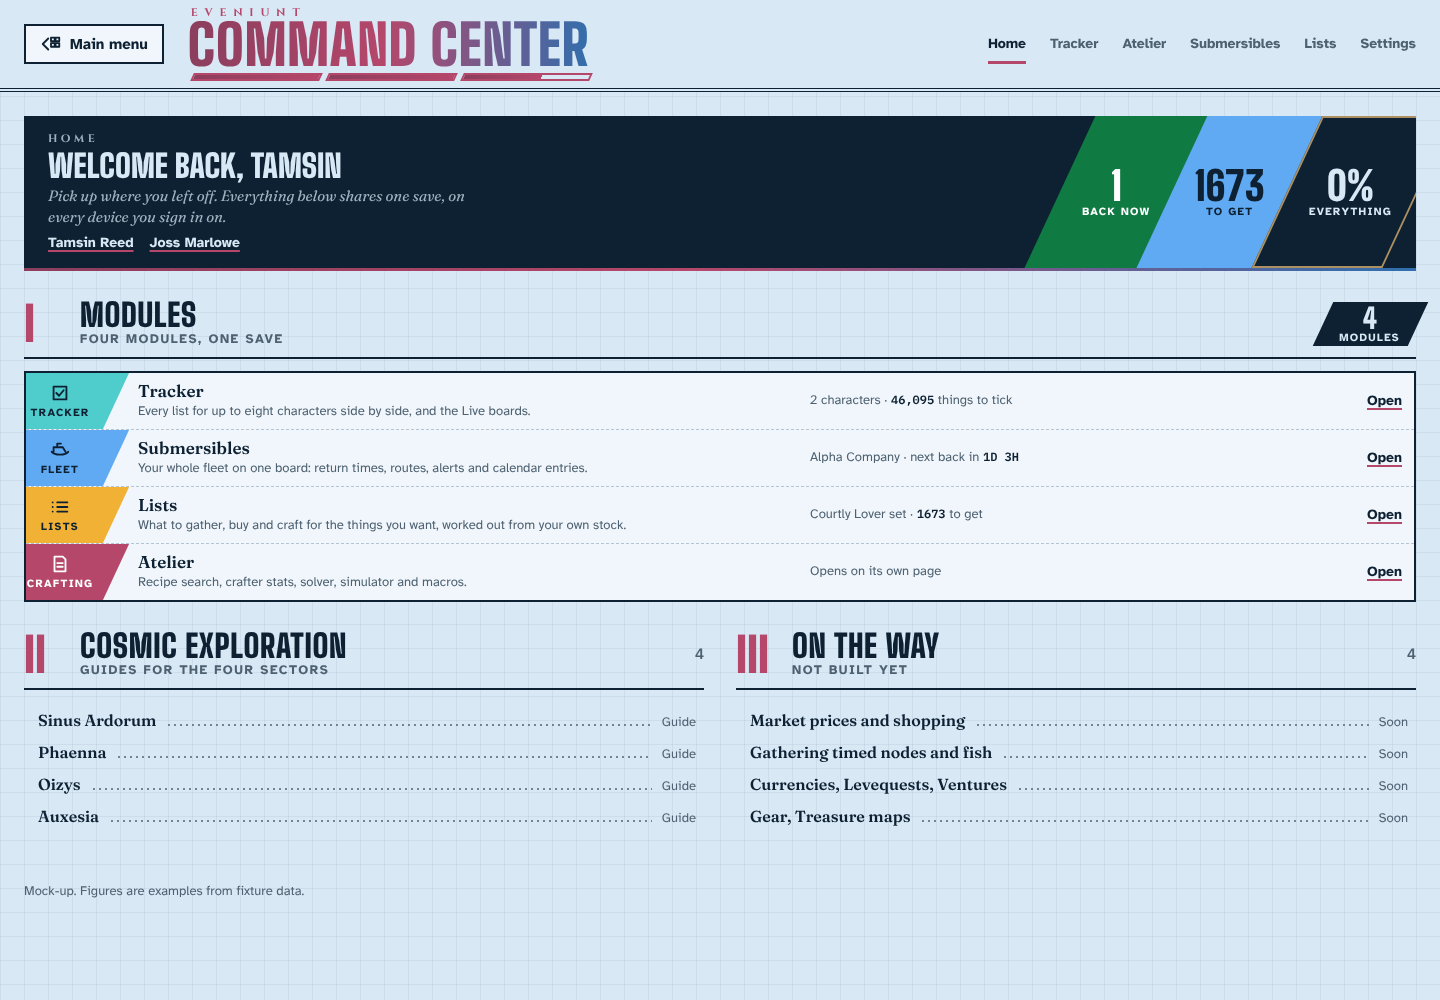 Main menu
EVENIUNT
COMMAND CENTER
Home
Tracker
Atelier
Submersibles
Lists
Settings
HOME
WELCOME BACK, TAMSIN
Pick up where you left off. Everything below shares one save, on
every device you sign in on.
Tamsin Reed
Joss Marlowe
1
BACK NOW
1673
TO GET
0%
EVERYTHING
I
MODULES
FOUR MODULES, ONE SAVE
4
MODULES
TRACKER
Tracker
Every list for up to eight characters side by side, and the Live boards.
2 characters · 46,095 things to tick
Open
FLEET
Submersibles
Your whole fleet on one board: return times, routes, alerts and calendar entries.
Alpha Company · next back in 1D 3H
Open
LISTS
Lists
What to gather, buy and craft for the things you want, worked out from your own stock.
Courtly Lover set · 1673 to get
Open
CRAFTING
Atelier
Recipe search, crafter stats, solver, simulator and macros.
Opens on its own page
Open
II
COSMIC EXPLORATION
GUIDES FOR THE FOUR SECTORS
4
Sinus Ardorum Guide
Phaenna Guide
Oizys Guide
Auxesia Guide
III
ON THE WAY
NOT BUILT YET
4
Market prices and shopping Soon
Gathering timed nodes and fish Soon
Currencies, Levequests, Ventures Soon
Gear, Treasure maps Soon
Mock-up. Figures are examples from fixture data.